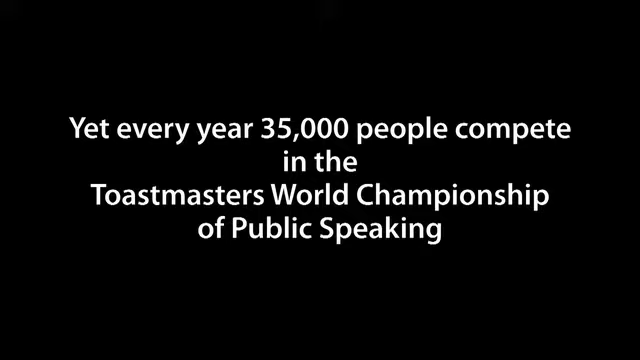 Yet every year 35,000 people compete
in the
Toastmasters World Championship
of Public Speaking